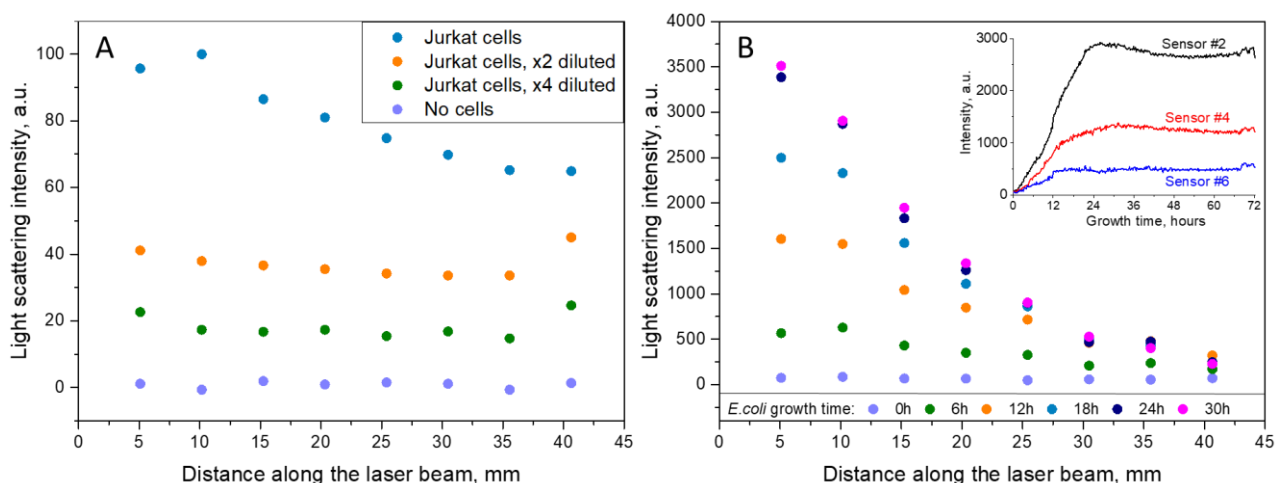 A
Jurkat cells
Jurkat cells, x2 diluted
Jurkat cells, x4 diluted
No cells
100
80
60
40
20
0
Light scattering intensity, a.u.
0 5 10 15 20 25 30 35 40 45
Distance along the laser beam, mm
B
4000
3500
3000
2500
2000
1500
1000
500
0
Light scattering intensity, a.u.
3000
2000
1000
0
Intensity, a.u.
Sensor #2
Sensor #4
Sensor #6
0 12 24 36 48 60 72
Growth time, hours
E.coli growth time: 0h 6h 12h 18h 24h 30h
0 5 10 15 20 25 30 35 40 45
Distance along the laser beam, mm